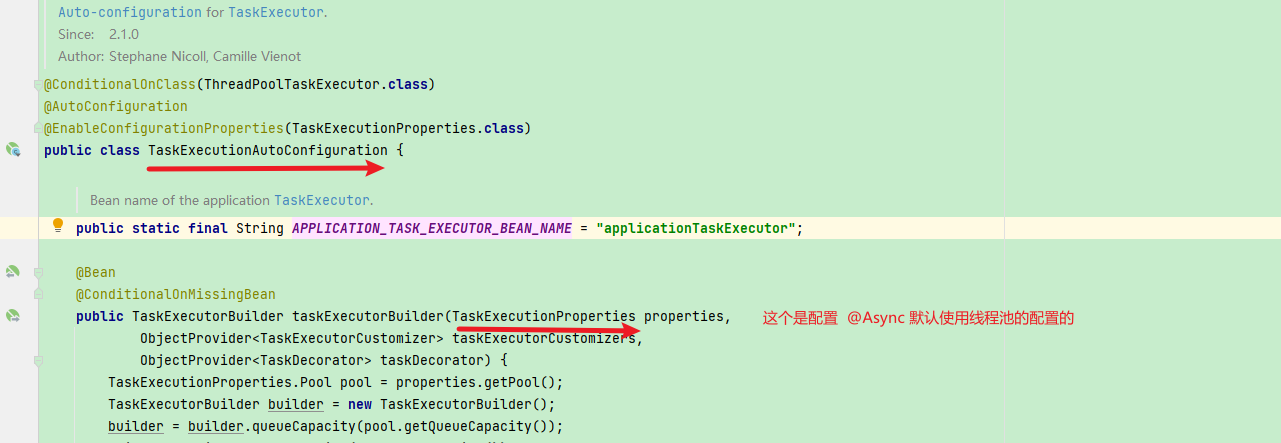 Auto-configuration for TaskExecutor.
Since: 2.1.0
Author: Stephane Nicoll, Camille Vienot
@ConditionalOnClass(ThreadPoolTaskExecutor.class)
@AutoConfiguration
@EnableConfigurationProperties(TaskExecutionProperties.class)
public class TaskExecutionAutoConfiguration {
Bean name of the application TaskExecutor.
public static final String APPLICATION_TASK_EXECUTOR_BEAN_NAME = "applicationTaskExecutor";
@Bean
@ConditionalOnMissingBean
public TaskExecutorBuilder taskExecutorBuilder(TaskExecutionProperties properties, 这个是配置 @Async 默认使用线程池的配置的
ObjectProvider<TaskExecutorCustomizer> taskExecutorCustomizers,
ObjectProvider<TaskDecorator> taskDecorator) {
TaskExecutionProperties.Pool pool = properties.getPool();
TaskExecutorBuilder builder = new TaskExecutorBuilder();
builder = builder.queueCapacity(pool.getQueueCapacity());